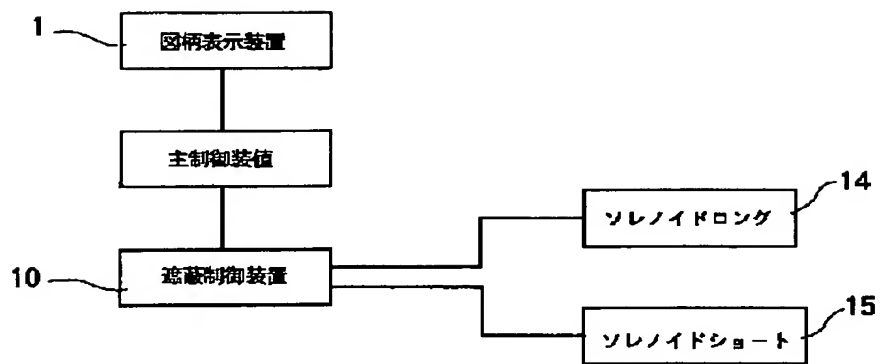 1
図柄表示装置
主制御装値
10
遮蔽制御装置
14
ソレノイドロング
15
ソレノイドショート